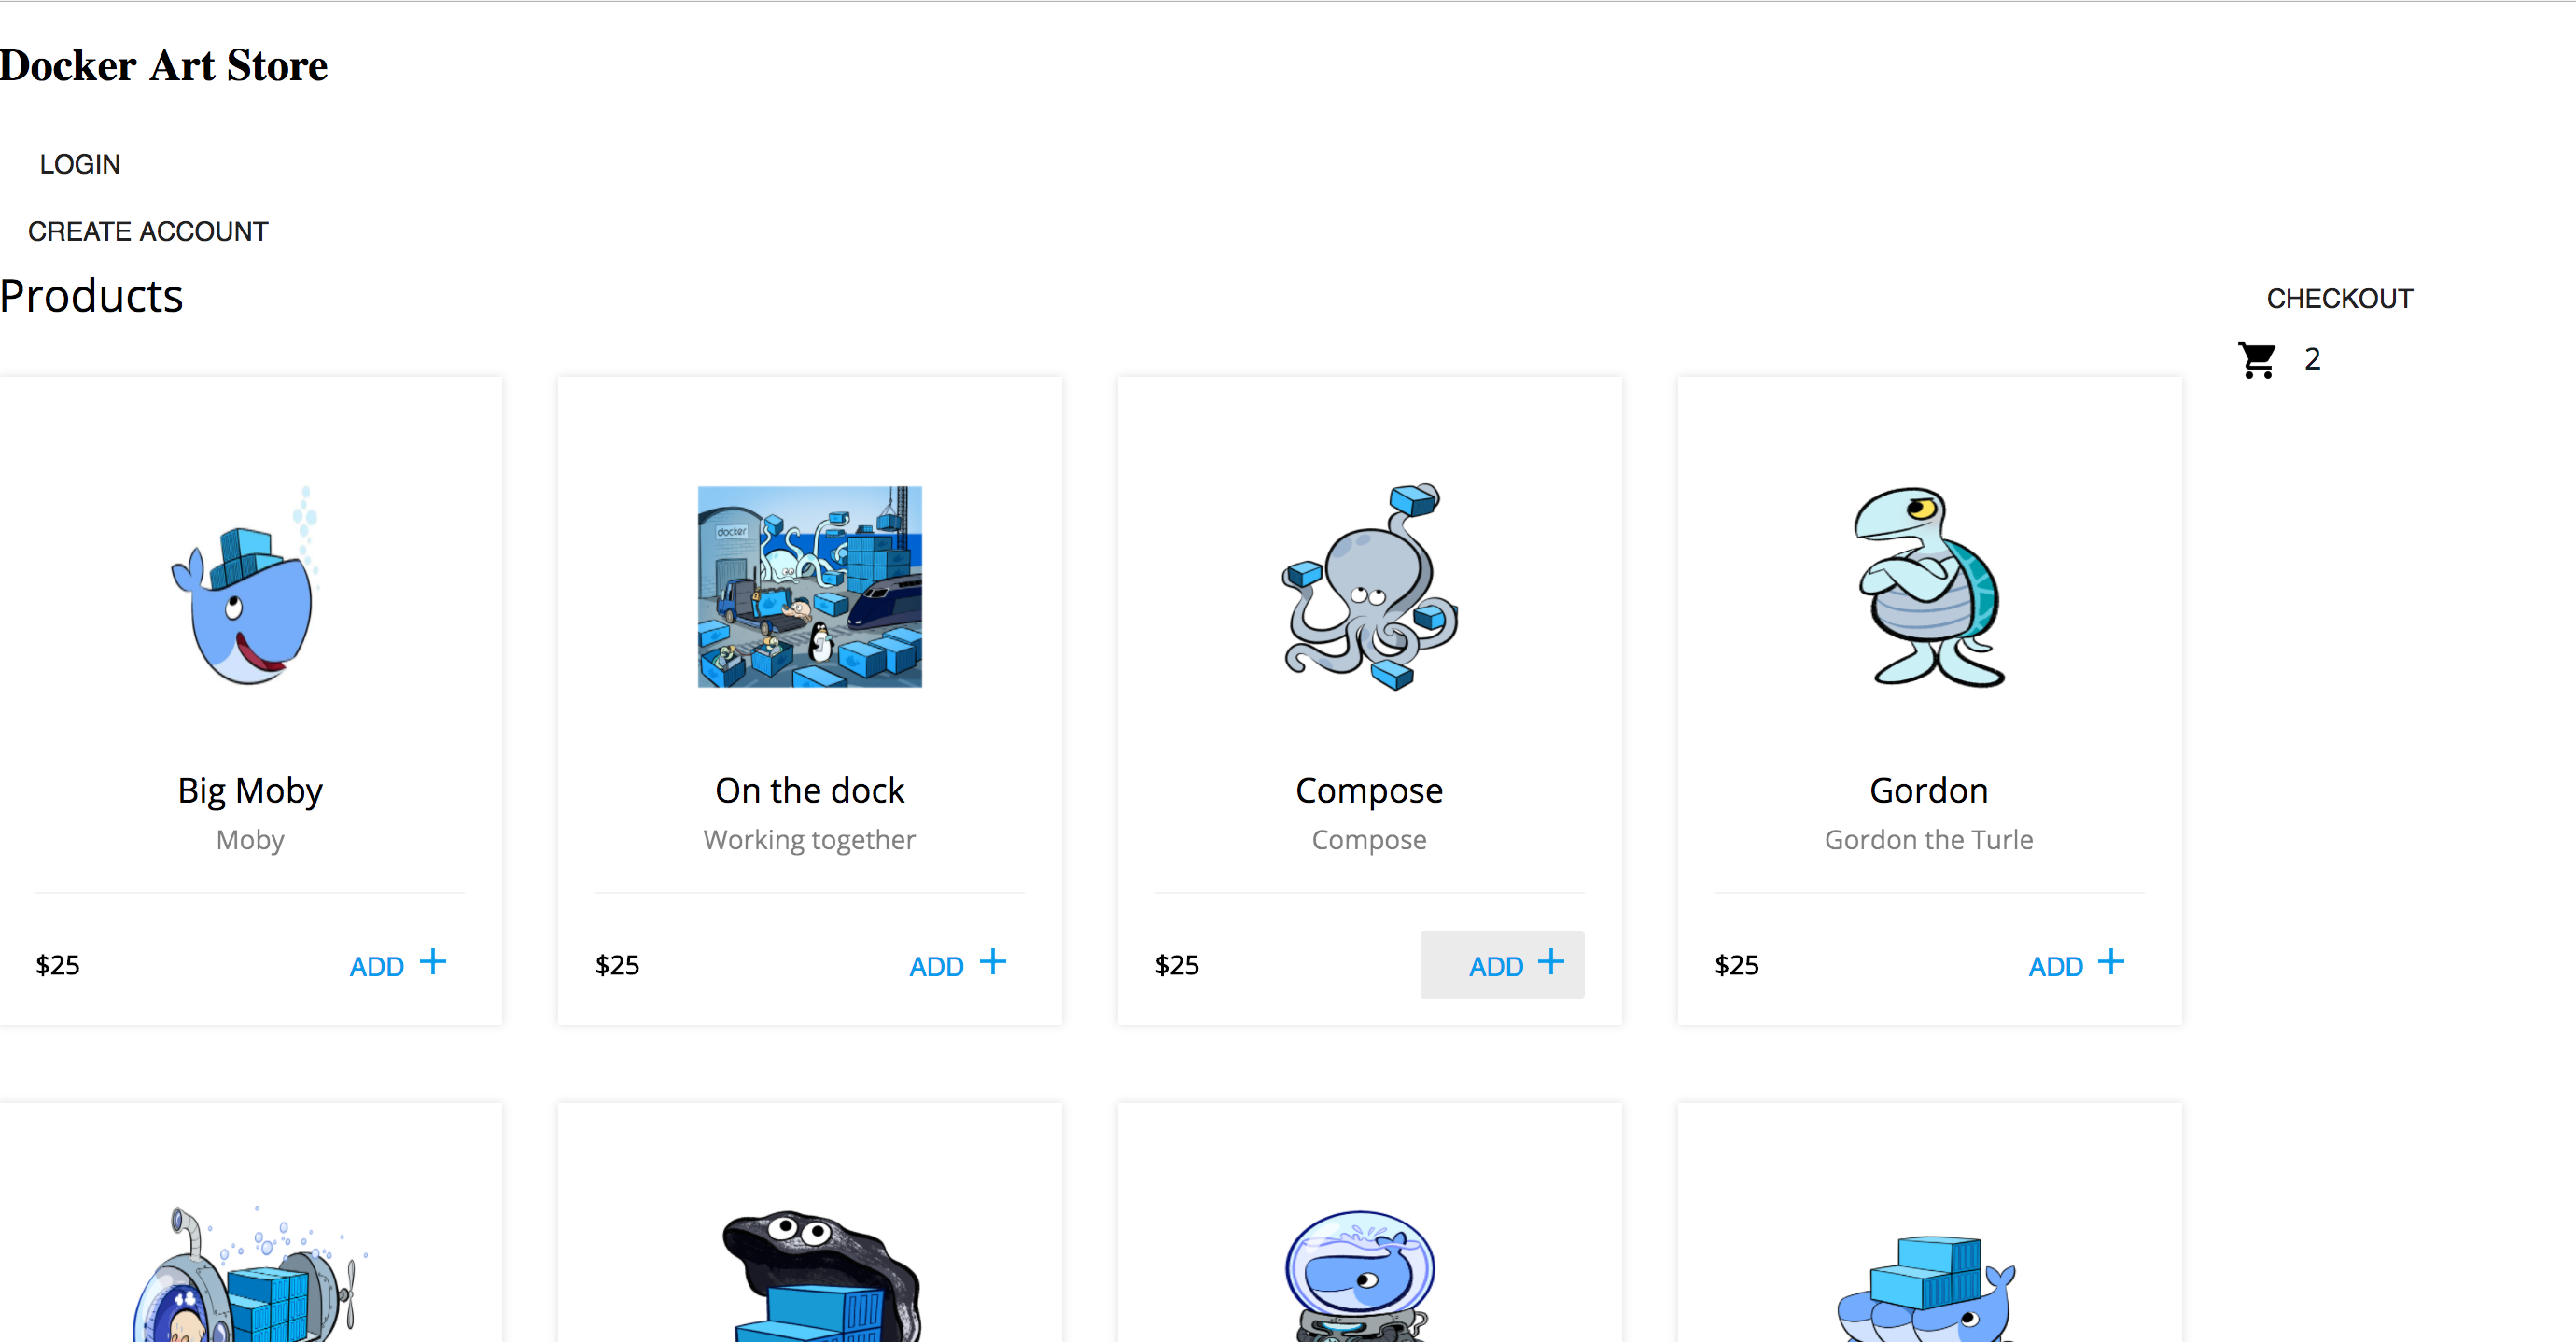 Docker Art Store
LOGIN
CREATE ACCOUNT
Products
CHECKOUT
2
docker
Big Moby
Moby
$25
ADD +
On the dock
Working together
$25
ADD +
Compose
Compose
$25
ADD +
Gordon
Gordon the Turle
$25
ADD +